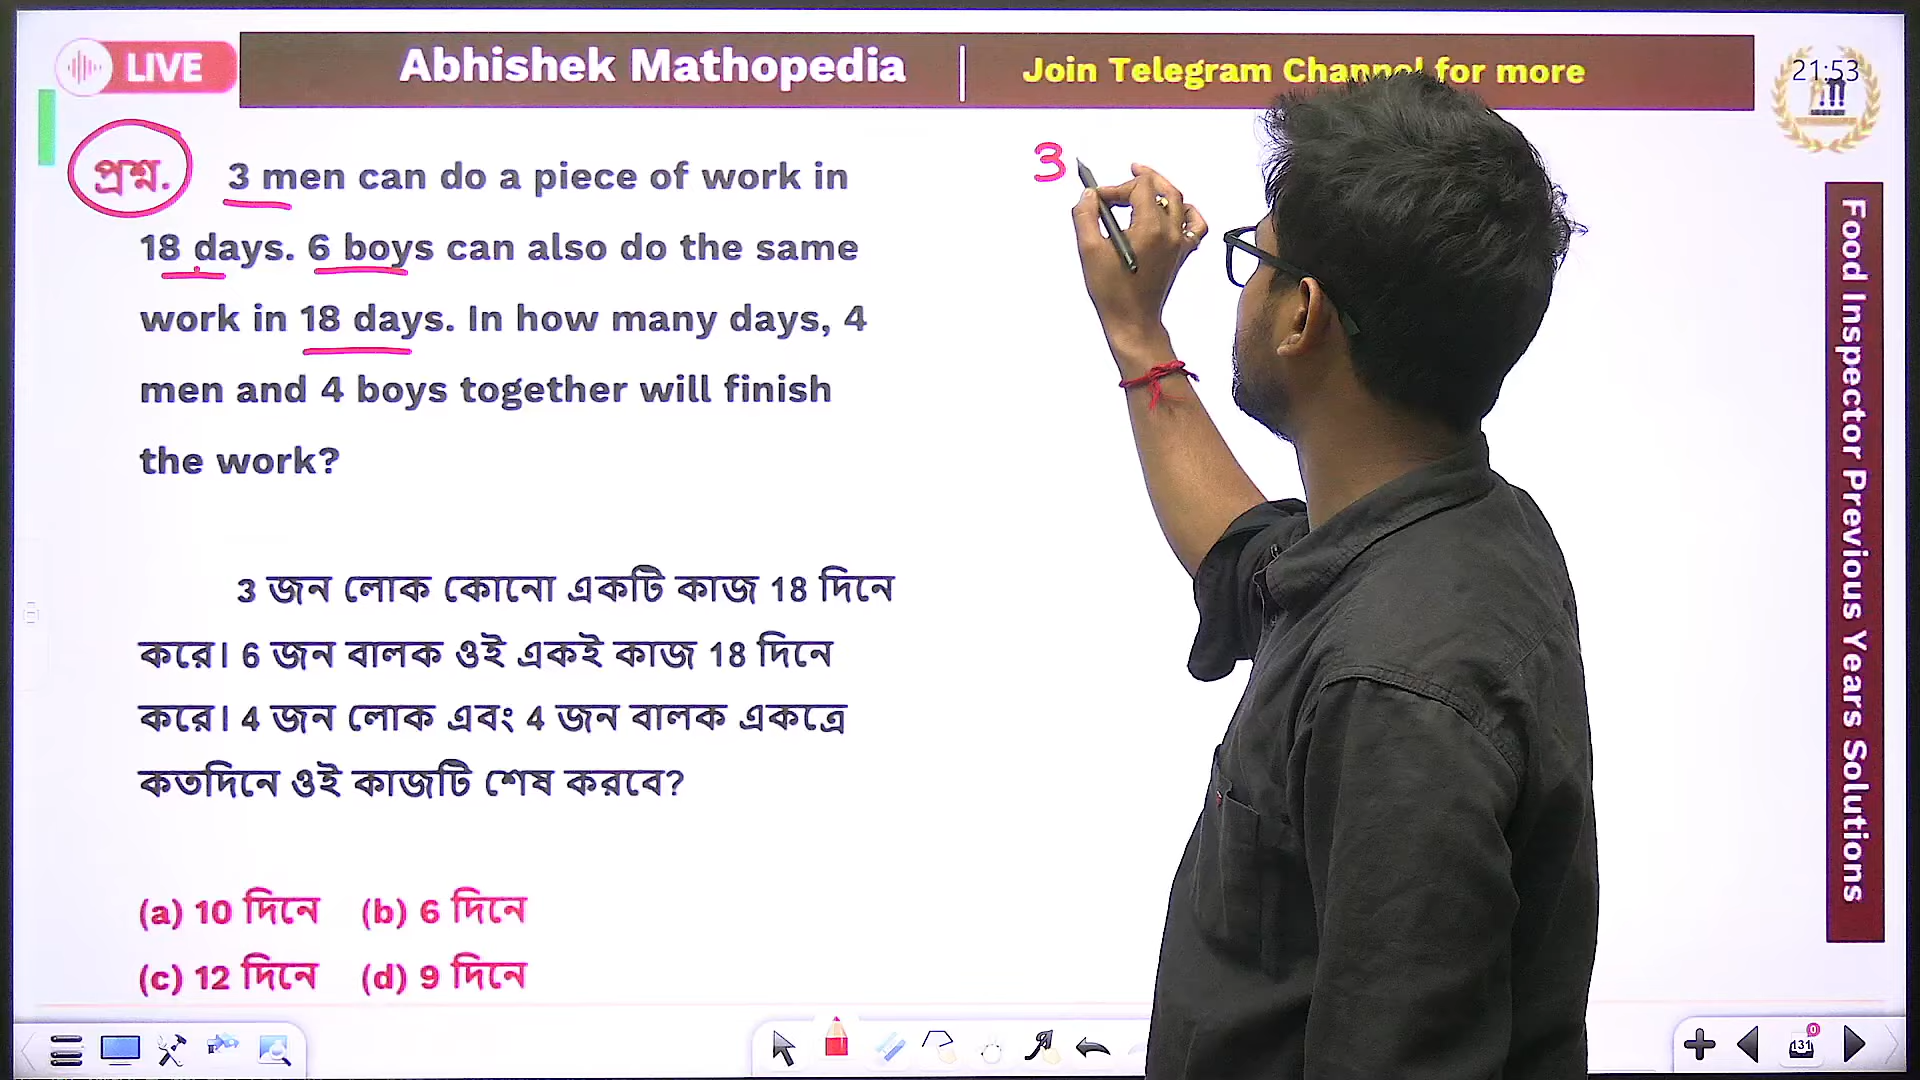 LIVE
Abhishek Mathopedia
Join Telegram Channel for more
21:53
প্রশ্ন. 3 men can do a piece of work in
18 days. 6 boys can also do the same
work in 18 days. In how many days, 4
men and 4 boys together will finish
the work?
3
3 জন লোক কোনো একটি কাজ 18 দিনে
করে। 6 জন বালক ওই একই কাজ 18 দিনে
করে। 4 জন লোক এবং 4 জন বালক একত্রে
কতদিনে ওই কাজটি শেষ করবে?
(a) 10 দিনে (b) 6 দিনে
(c) 12 দিনে (d) 9 দিনে
Food Inspector Previous Years Solutions
0
131